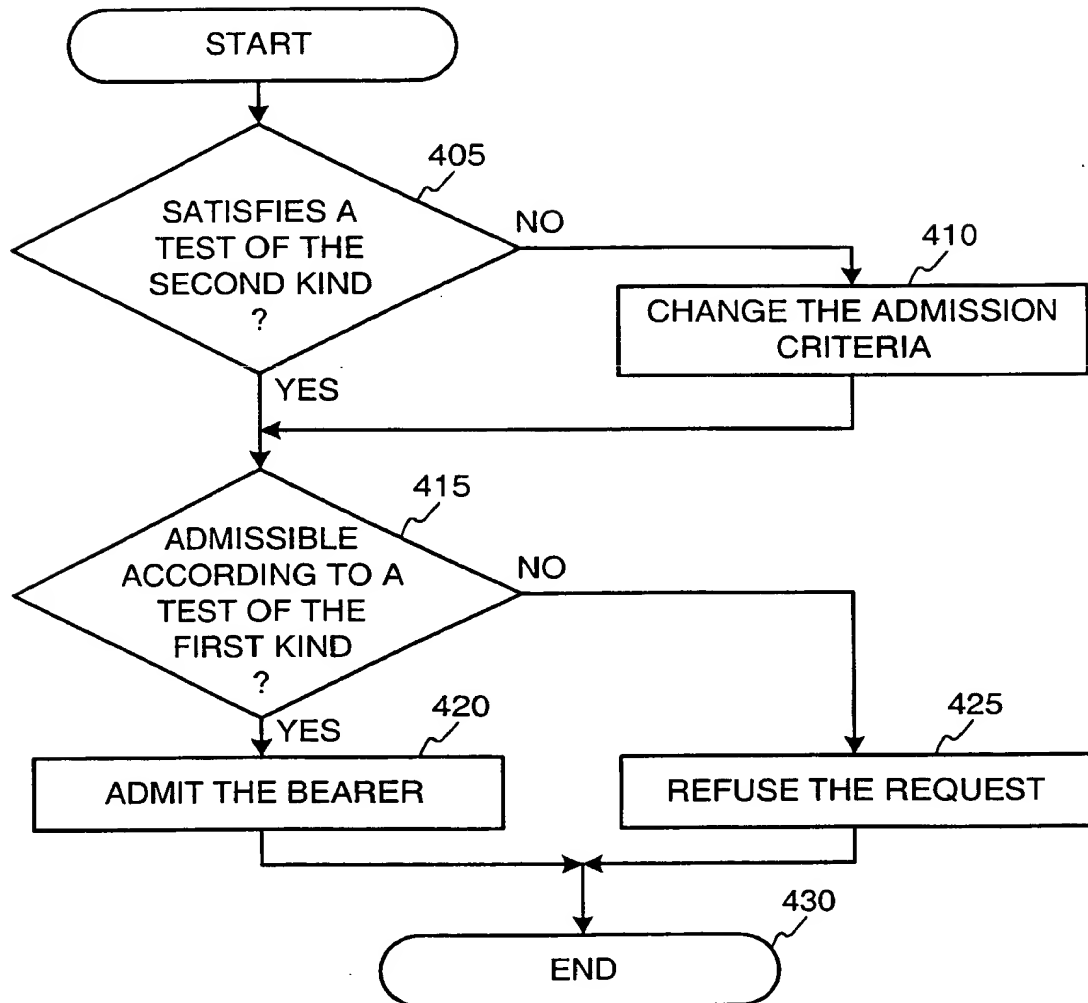 START
405
SATISFIES A
TEST OF THE
SECOND KIND
?
NO
410
CHANGE THE ADMISSION
CRITERIA
YES
415
ADMISSIBLE
ACCORDING TO A
TEST OF THE
FIRST KIND
?
NO
YES
420
ADMIT THE BEARER
425
REFUSE THE REQUEST
430
END